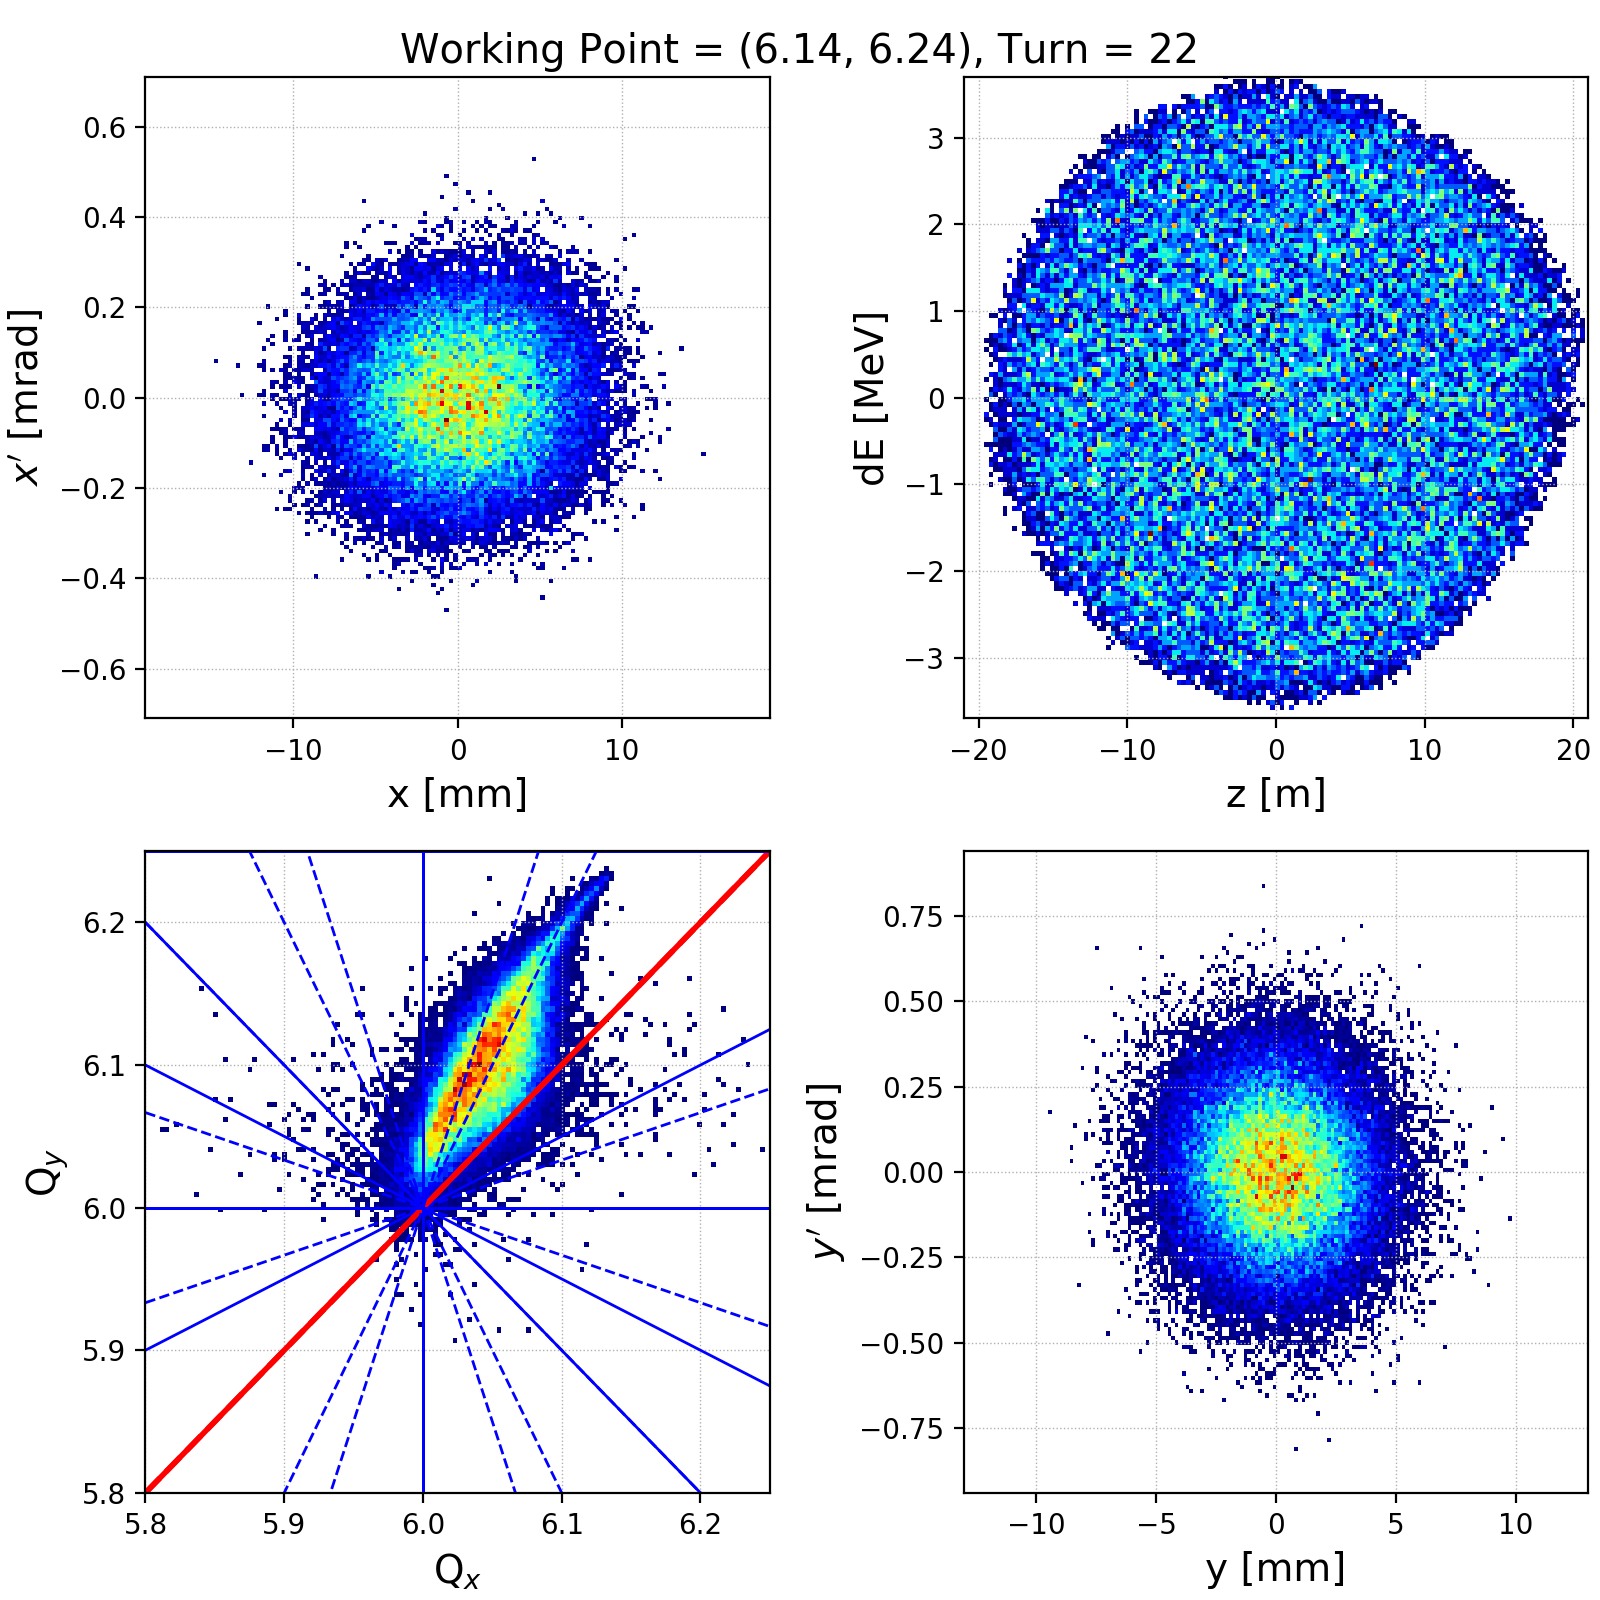 Working Point = (6.14, 6.24), Turn = 22
0.6
0.4
0.2
0.0
−0.2
−0.4
−0.6
x′ [mrad]
−10 0 10
x [mm]
3
2
1
0
−1
−2
−3
dE [MeV]
−20 −10 0 10 20
z [m]
6.2
6.1
6.0
5.9
5.8
Qy
5.8 5.9 6.0 6.1 6.2
Qx
0.75
0.50
0.25
0.00
−0.25
−0.50
−0.75
y′ [mrad]
−10 −5 0 5 10
y [mm]